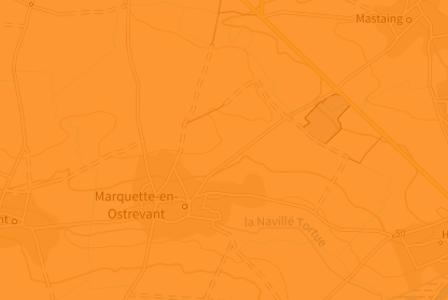 Mastaing
Marquette-en-
Ostrevant
la Naville Tortue